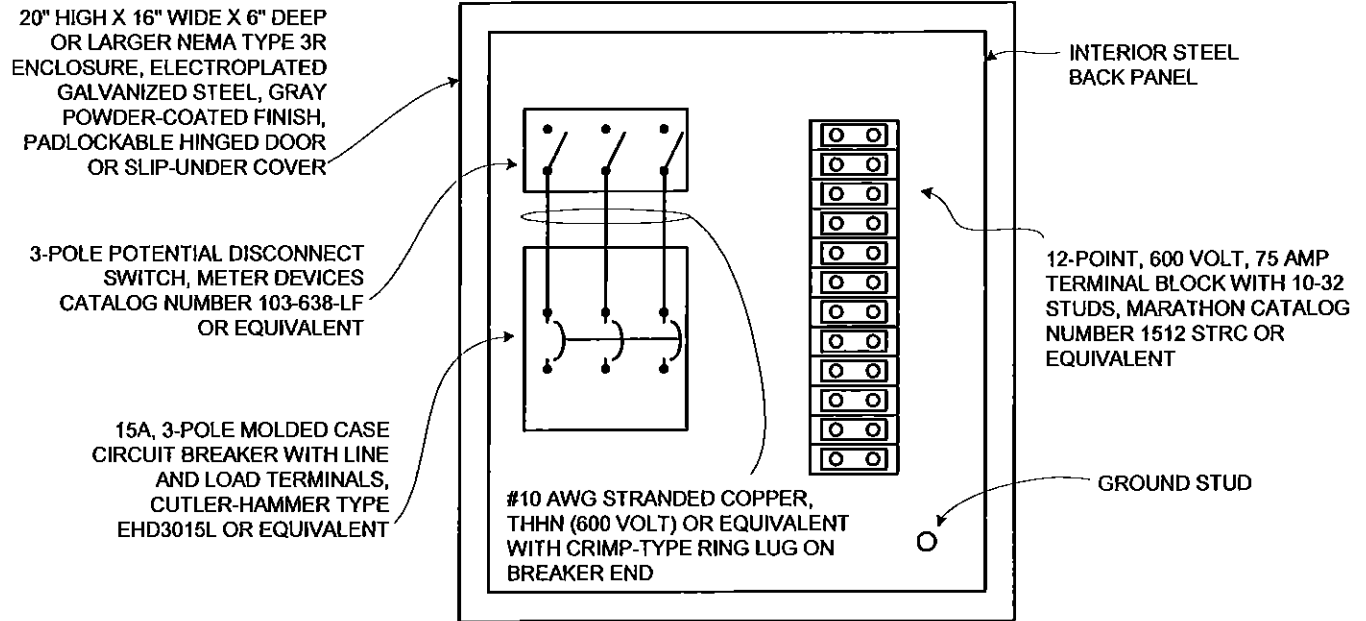 20" HIGH X 16" WIDE X 6" DEEP
OR LARGER NEMA TYPE 3R
ENCLOSURE, ELECTROPLATED
GALVANIZED STEEL, GRAY
POWDER-COATED FINISH,
PADLOCKABLE HINGED DOOR
OR SLIP-UNDER COVER
3-POLE POTENTIAL DISCONNECT
SWITCH, METER DEVICES
CATALOG NUMBER 103-638-LF
OR EQUIVALENT
15A, 3-POLE MOLDED CASE
CIRCUIT BREAKER WITH LINE
AND LOAD TERMINALS,
CUTLER-HAMMER TYPE
EHD3015L OR EQUIVALENT
#10 AWG STRANDED COPPER,
THHN (600 VOLT) OR EQUIVALENT
WITH CRIMP-TYPE RING LUG ON
BREAKER END
INTERIOR STEEL
BACK PANEL
12-POINT, 600 VOLT, 75 AMP
TERMINAL BLOCK WITH 10-32
STUDS, MARATHON CATALOG
NUMBER 1512 STRC OR
EQUIVALENT
GROUND STUD